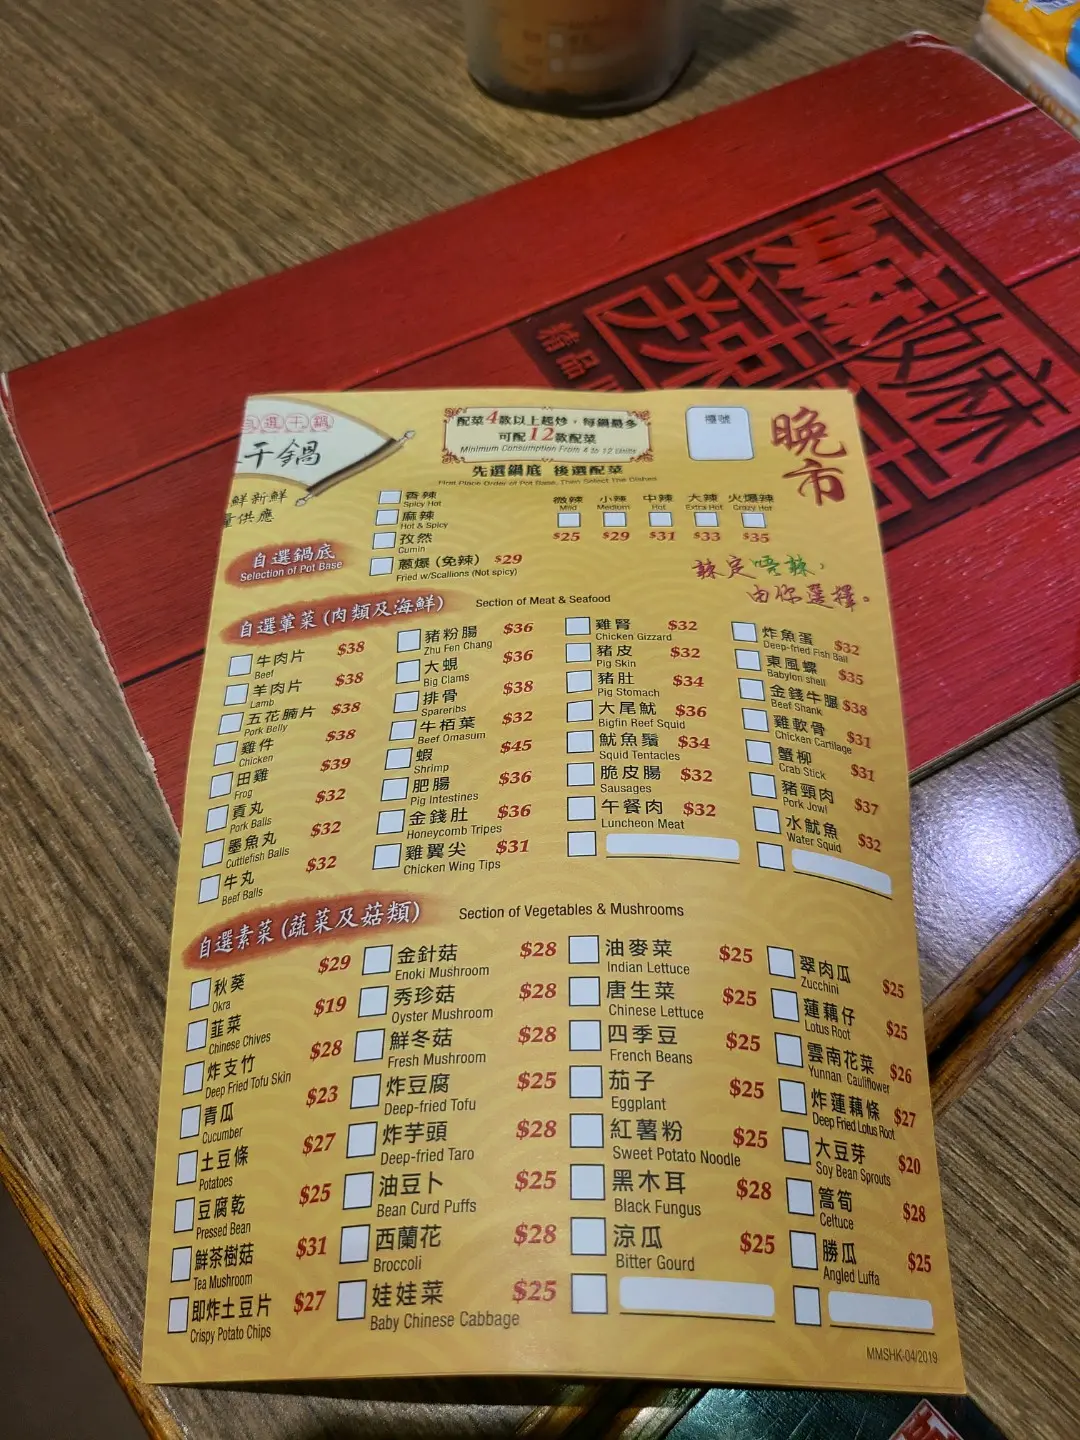 精品
自選干鍋
干鍋
鮮新鮮
量供應
配菜4款以上起炒，每鍋最多
可配12款配菜
Minimum Consumption From 4 to 12 Units
先選鍋底 後選配菜
First Place Order of Pot Base, Then Select The Dishes
檯號
晚市
自選鍋底
Selection of Pot Base
香辣
Spicy Hot
麻辣
Hot & Spicy
孜然
Cumin
蔥爆 (免辣) $29
Fried w/Scallions (Not spicy)
微辣 小辣 中辣 大辣 火爆辣
Mild Medium Hot Extra Hot Crazy Hot
$25 $29 $31 $33 $35
辣定唔辣，
由你選擇。
自選葷菜 (肉類及海鮮) Section of Meat & Seafood
牛肉片 $38
Beef
羊肉片 $38
Lamb
五花腩片 $38
Pork Belly
雞件 $38
Chicken
田雞 $39
Frog
貢丸 $32
Pork Balls
墨魚丸 $32
Cuttlefish Balls
牛丸 $32
Beef Balls
豬粉腸 $36
Zhu Fen Chang
大蜆 $36
Big Clams
排骨 $38
Spareribs
牛栢葉 $32
Beef Omasum
蝦 $45
Shrimp
肥腸 $36
Pig Intestines
金錢肚 $36
Honeycomb Tripes
雞翼尖 $31
Chicken Wing Tips
雞腎 $32
Chicken Gizzard
豬皮 $32
Pig Skin
豬肚 $34
Pig Stomach
大尾魷 $36
Bigfin Reef Squid
魷魚鬚 $34
Squid Tentacles
脆皮腸 $32
Sausages
午餐肉 $32
Luncheon Meat
炸魚蛋 $32
Deep-fried Fish Ball
東風螺 $35
Babylon shell
金錢牛𦟌 $38
Beef Shank
雞軟骨 $31
Chicken Cartilage
蟹柳 $31
Crab Stick
豬頸肉 $37
Pork Jowl
水魷魚 $32
Water Squid
自選素菜 (蔬菜及菇類) Section of Vegetables & Mushrooms
秋葵 $29
Okra
韮菜 $19
Chinese Chives
炸支竹 $28
Deep Fried Tofu Skin
青瓜 $23
Cucumber
土豆條 $27
Potatoes
豆腐乾 $25
Pressed Bean
鮮茶樹菇 $31
Tea Mushroom
即炸土豆片 $27
Crispy Potato Chips
金針菇 $28
Enoki Mushroom
秀珍菇 $28
Oyster Mushroom
鮮冬菇 $28
Fresh Mushroom
炸豆腐 $25
Deep-fried Tofu
炸芋頭 $28
Deep-fried Taro
油豆卜 $25
Bean Curd Puffs
西蘭花 $28
Broccoli
娃娃菜 $25
Baby Chinese Cabbage
油麥菜 $25
Indian Lettuce
唐生菜 $25
Chinese Lettuce
四季豆 $25
French Beans
茄子 $25
Eggplant
紅薯粉 $25
Sweet Potato Noodle
黑木耳 $28
Black Fungus
涼瓜 $25
Bitter Gourd
翠肉瓜 $25
Zucchini
蓮藕仔 $25
Lotus Root
雲南花菜 $26
Yunnan Cauliflower
炸蓮藕條 $27
Deep Fried Lotus Root
大豆芽 $20
Soy Bean Sprouts
萵筍 $28
Celtuce
勝瓜 $25
Angled Luffa
MMSHK-04/2019